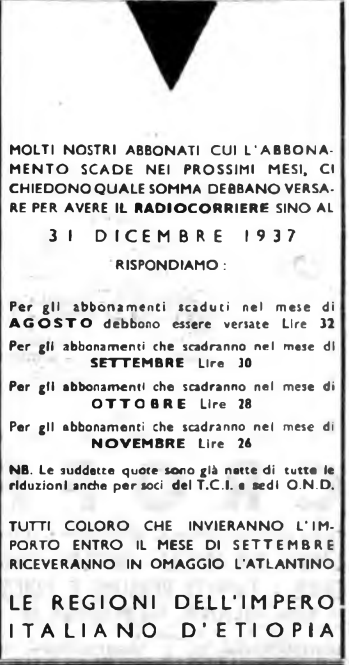 MOLTI NOSTRI ABBONATI CUI L'ABBONA-
MENTO SCADE NEI PROSSIMI MESI, CI
CHIEDONO QUALE SOMMA DEBBANO VERSA-
RE PER AVERE IL RADIOCORRIERE SINO AL
31 DICEMBRE 1937
RISPONDIAMO :
Per gli abbonamenti scaduti nel mese di
AGOSTO debbono essere versate Lire 32
Per gli abbonamenti che scadranno nel mese di
SETTEMBRE Lire 30
Per gli abbonamenti che scadranno nel mese di
OTTOBRE Lire 28
Per gli abbonamenti che scadranno nel mese di
NOVEMBRE Lire 26
NB. Le suddette quote sono già nette di tutte le
riduzioni anche per soci del T.C.I. e sedi O.N.D.
TUTTI COLORO CHE INVIERANNO L'IM-
PORTO ENTRO IL MESE DI SETTEMBRE
RICEVERANNO IN OMAGGIO L'ATLANTINO
LE REGIONI DELL'IMPERO
ITALIANO D'ETIOPIA